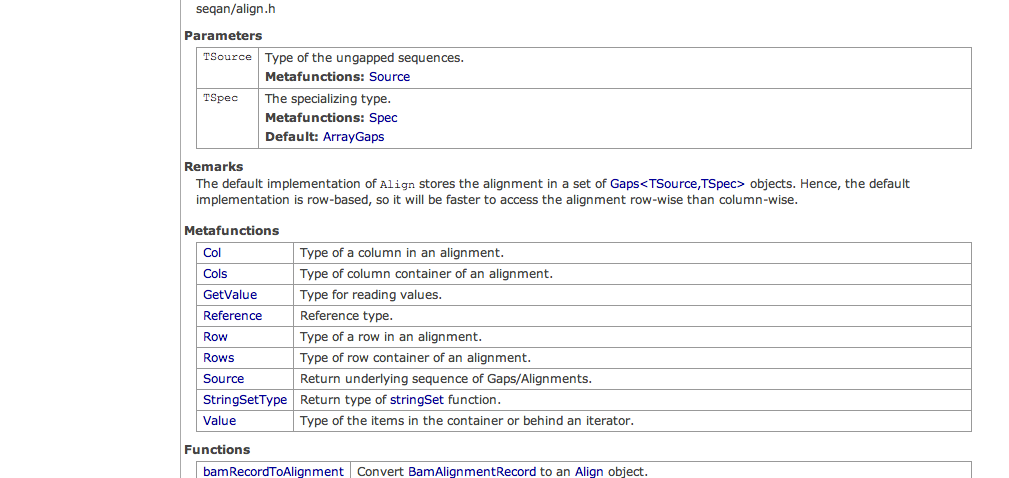 seqan/align.h
Parameters
TSource Type of the ungapped sequences.
Metafunctions: Source
TSpec The specializing type.
Metafunctions: Spec
Default: ArrayGaps
Remarks
The default implementation of Align stores the alignment in a set of Gaps<TSource,TSpec> objects. Hence, the default
implementation is row-based, so it will be faster to access the alignment row-wise than column-wise.
Metafunctions
Col Type of a column in an alignment.
Cols Type of column container of an alignment.
GetValue Type for reading values.
Reference Reference type.
Row Type of a row in an alignment.
Rows Type of row container of an alignment.
Source Return underlying sequence of Gaps/Alignments.
StringSetType Return type of stringSet function.
Value Type of the items in the container or behind an iterator.
Functions
bamRecordToAlignment Convert BamAlignmentRecord to an Align object.